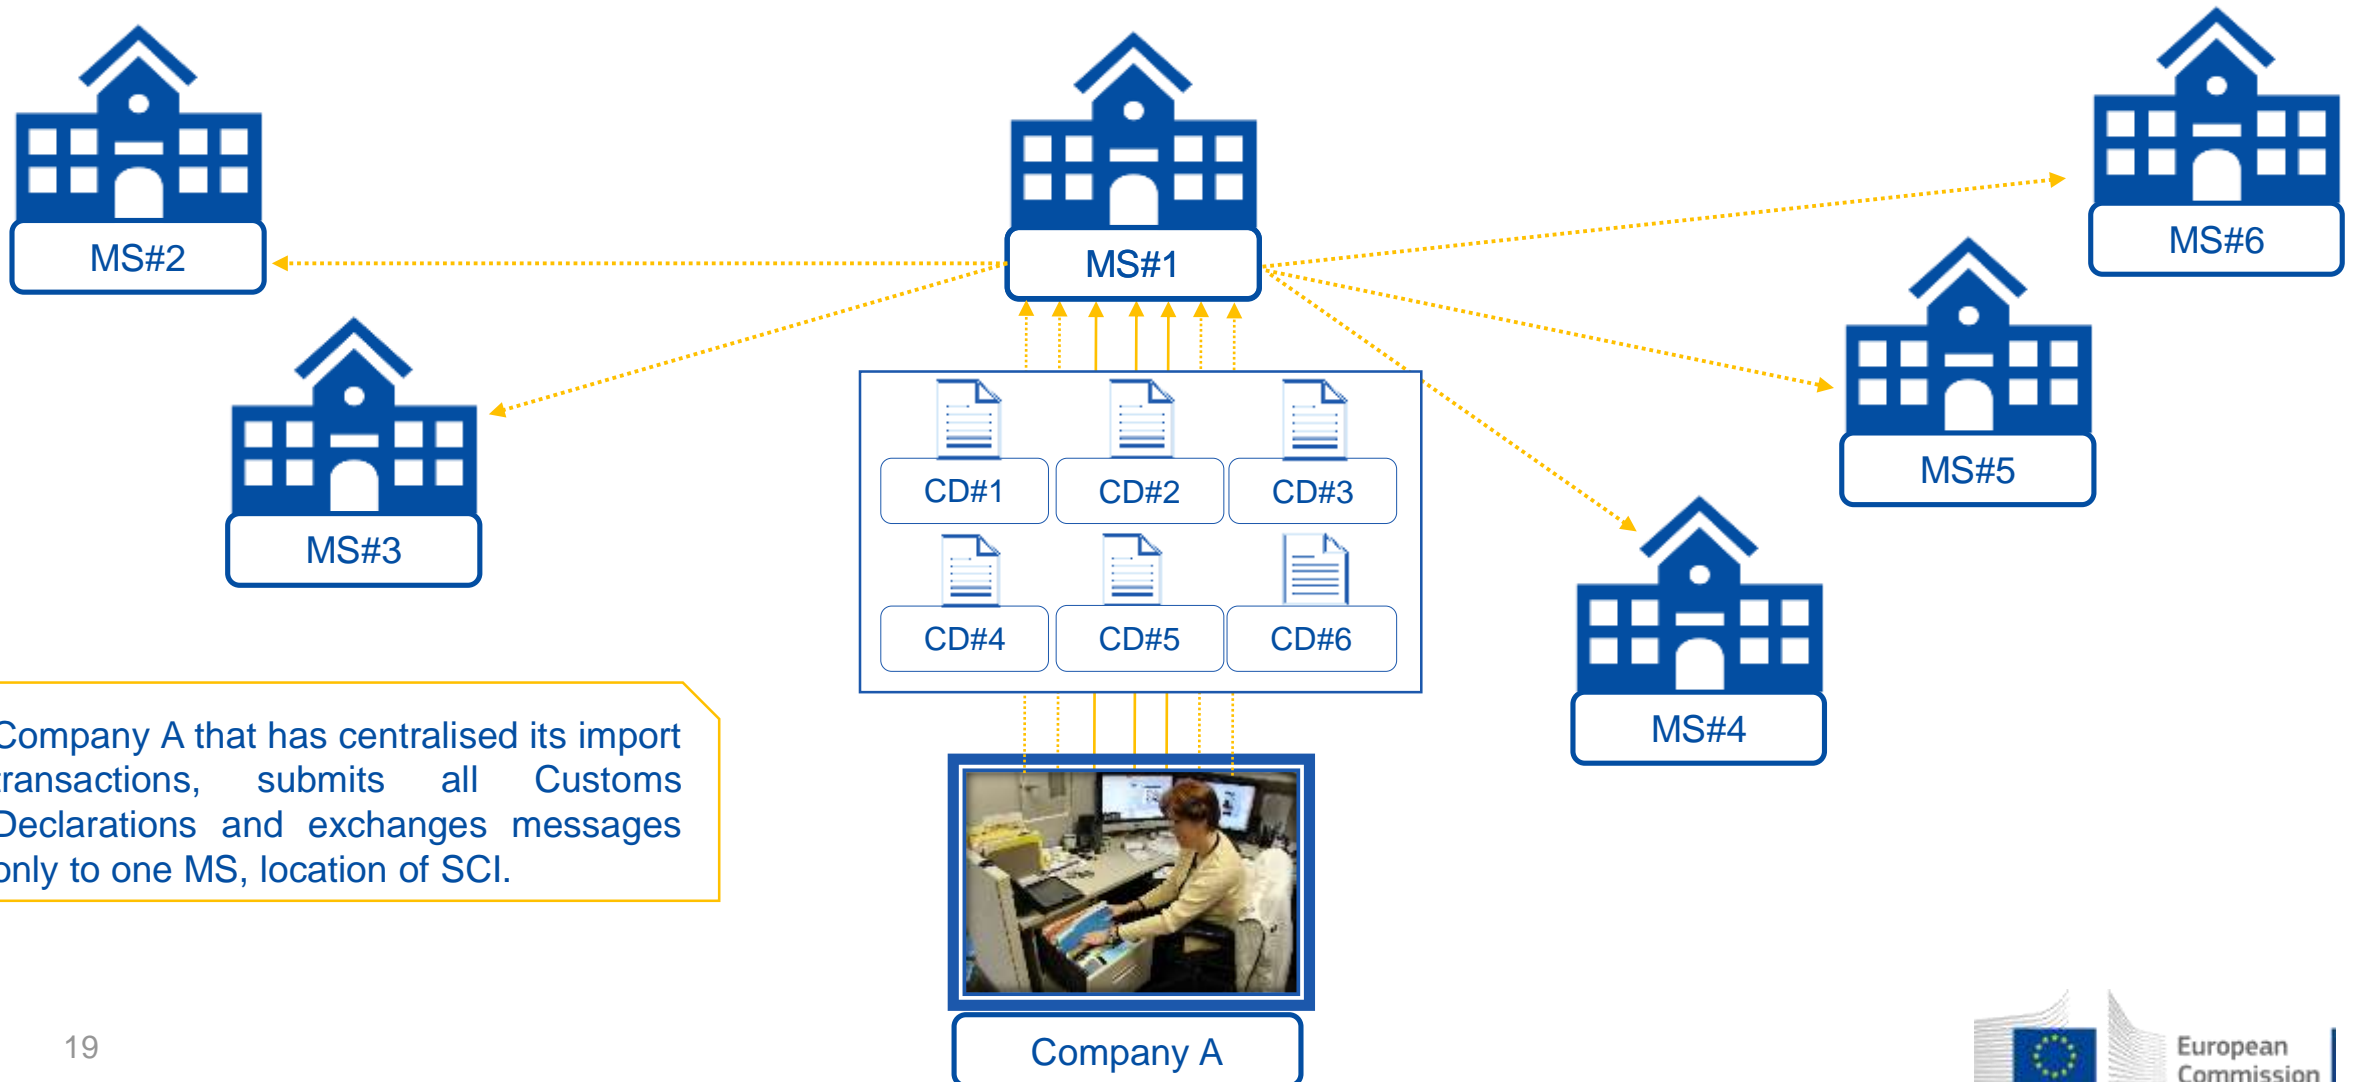 MS#2
MS#1
MS#6
MS#3
MS#5
MS#4
CD#1
CD#2
CD#3
CD#4
CD#5
CD#6
Company A that has centralised its import
transactions, submits all Customs
Declarations and exchanges messages
only to one MS, location of SCI.
Company A
19
European
Commission